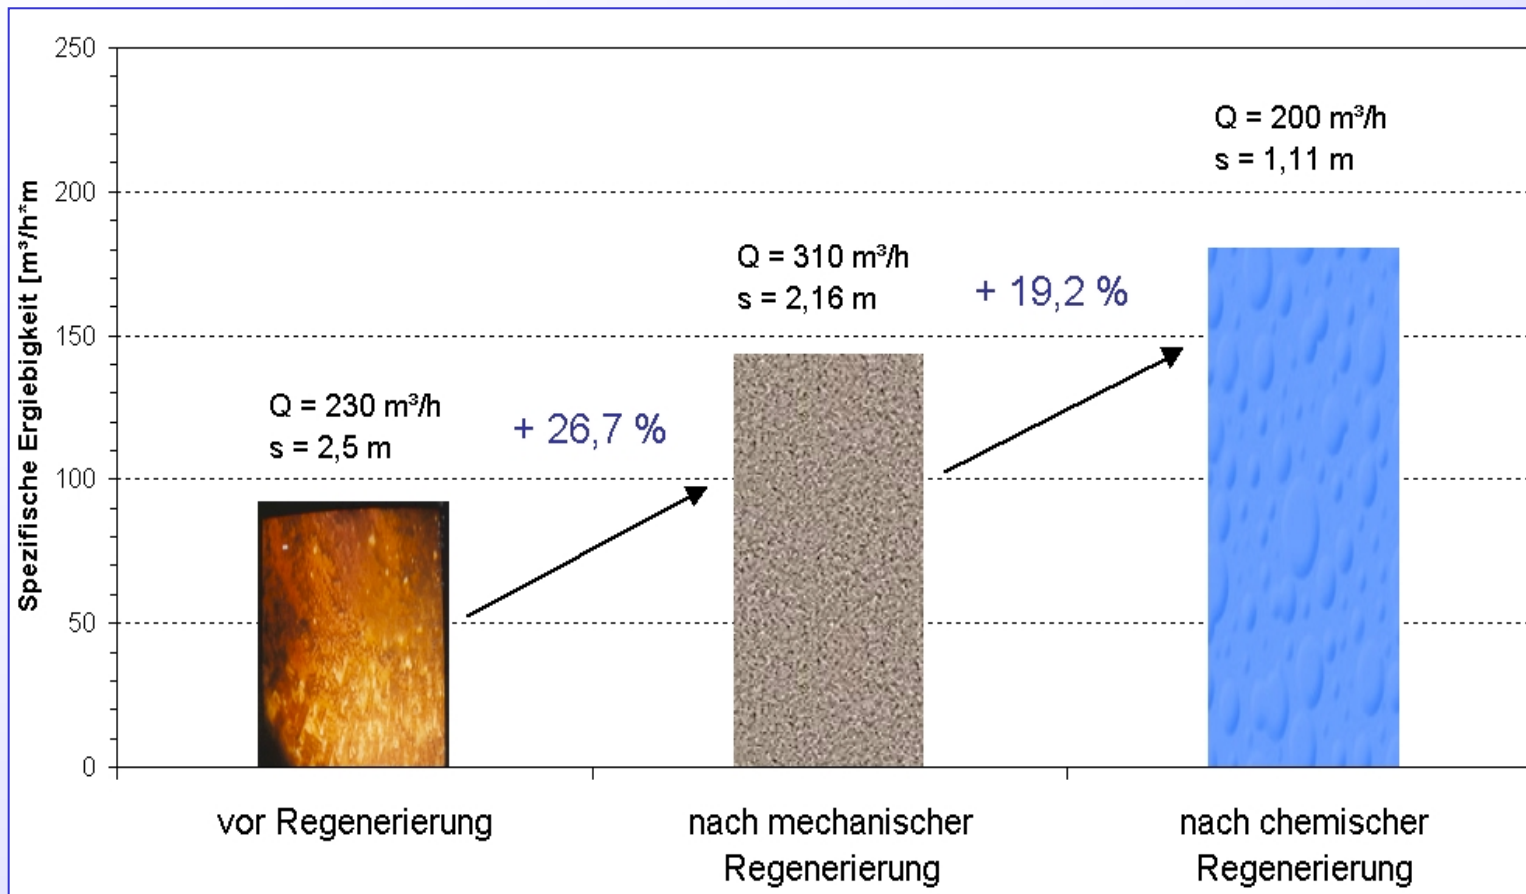 250
200
150
100
50
0
Spezifische Ergiebigkeit [m³/h*m
Q = 230 m³/h
s = 2,5 m
+ 26,7 %
Q = 310 m³/h
s = 2,16 m
+ 19,2 %
Q = 200 m³/h
s = 1,11 m
vor Regenerierung
nach mechanischer
Regenerierung
nach chemischer
Regenerierung